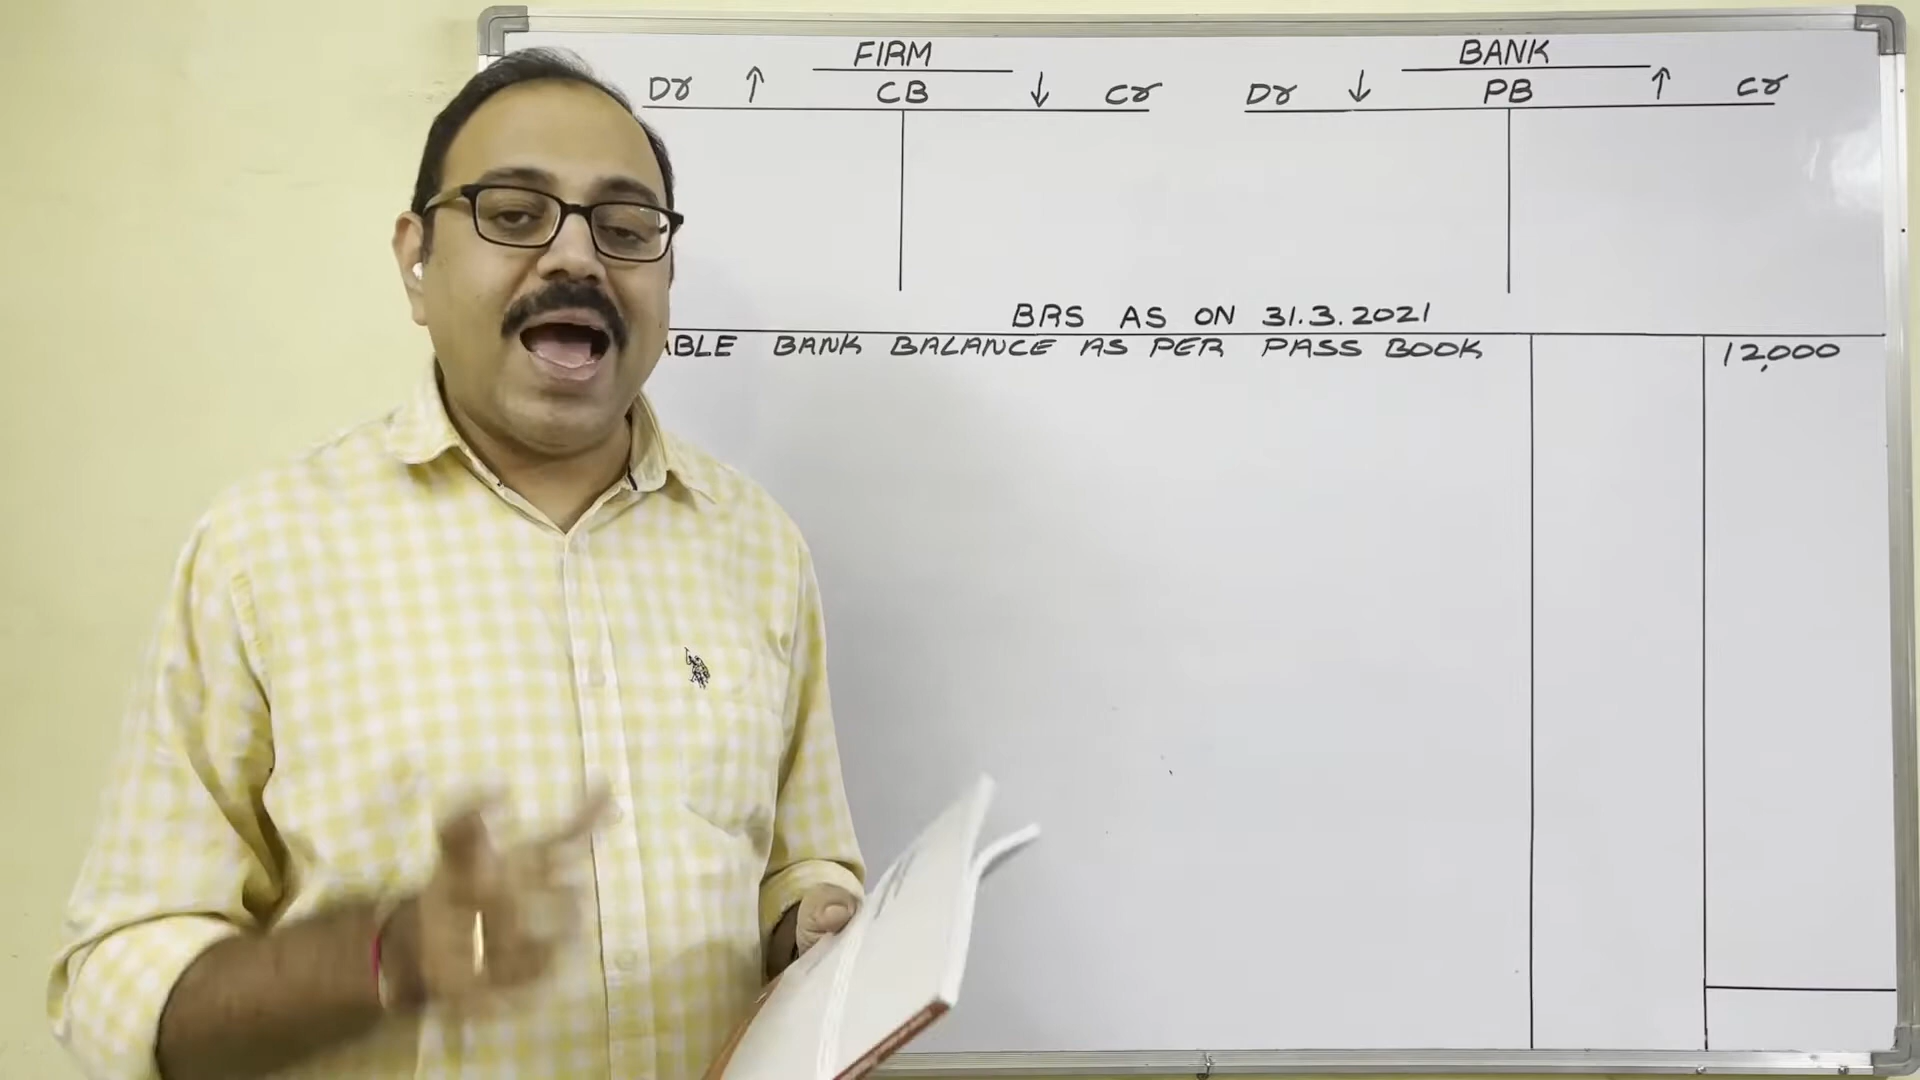 FIRM
Dr ↑ CB ↓ Cr
BANK
Dr ↓ PB ↑ Cr
BRS AS ON 31.3.2021
ABLE BANK BALANCE AS PER PASS BOOK 12,000